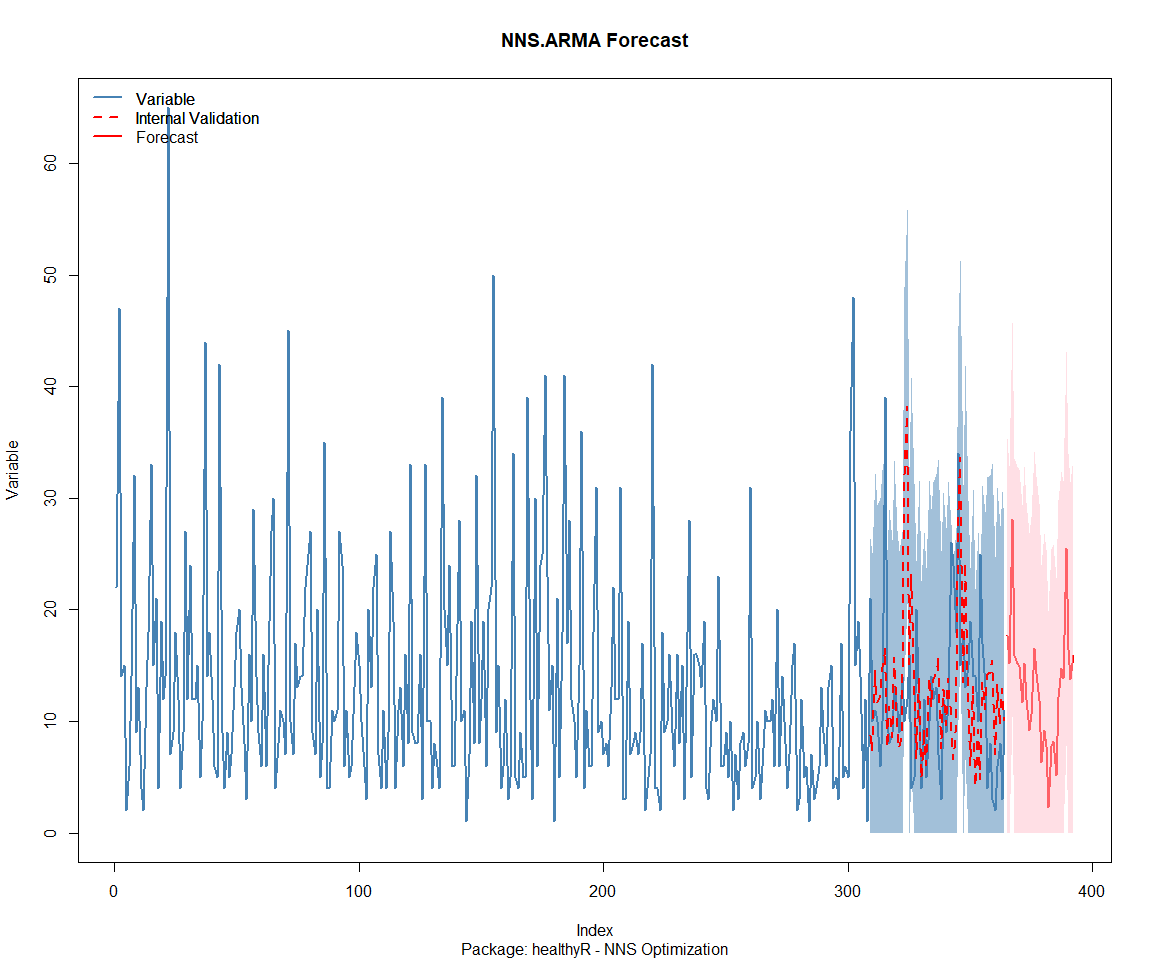 NNS.ARMA Forecast
Variable
Internal Validation
Forecast
Variable
60
50
40
30
20
10
0
0 100 200 300 400
Index
Package: healthyR - NNS Optimization